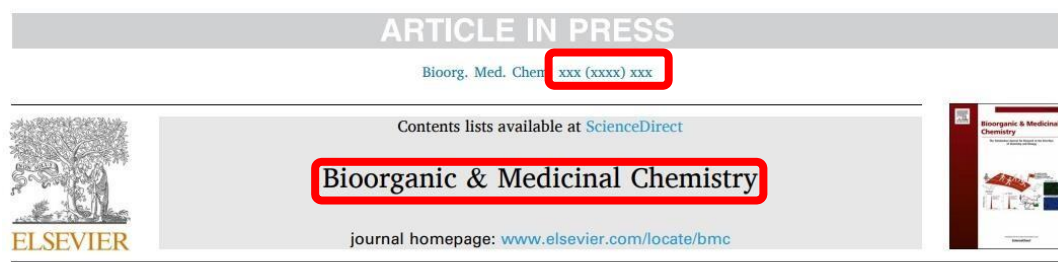 ARTICLE IN PRESS
Bioorg. Med. Chem. xxx (xxxx) xxx
Contents lists available at ScienceDirect
Bioorganic & Medicinal Chemistry
journal homepage: www.elsevier.com/locate/bmc
ELSEVIER
Bioorganic & Medicinal
Chemistry